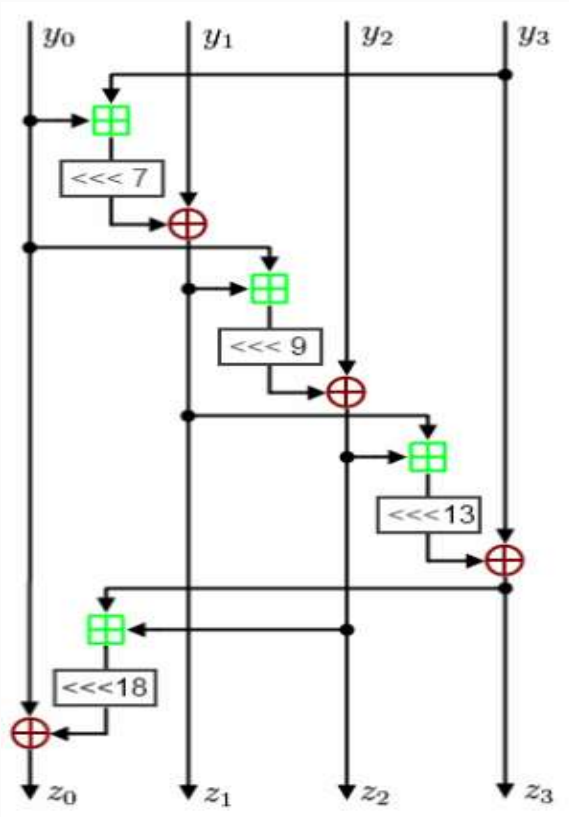 y₀ y₁ y₂ y₃
<<< 7
<<< 9
<<<13
<<<18
z₀ z₁ z₂ z₃